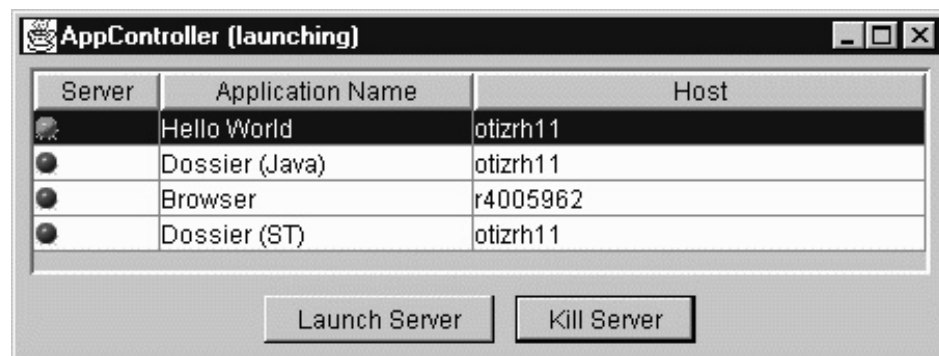 AppController (launching)
Server Application Name Host
Hello World otizrh11
Dossier (Java) otizrh11
Browser r4005962
Dossier (ST) otizrh11
Launch Server Kill Server